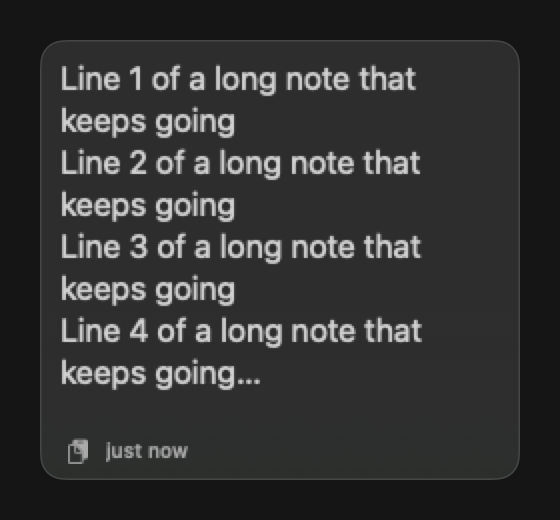 Line 1 of a long note that
keeps going
Line 2 of a long note that
keeps going
Line 3 of a long note that
keeps going
Line 4 of a long note that
keeps going...
just now